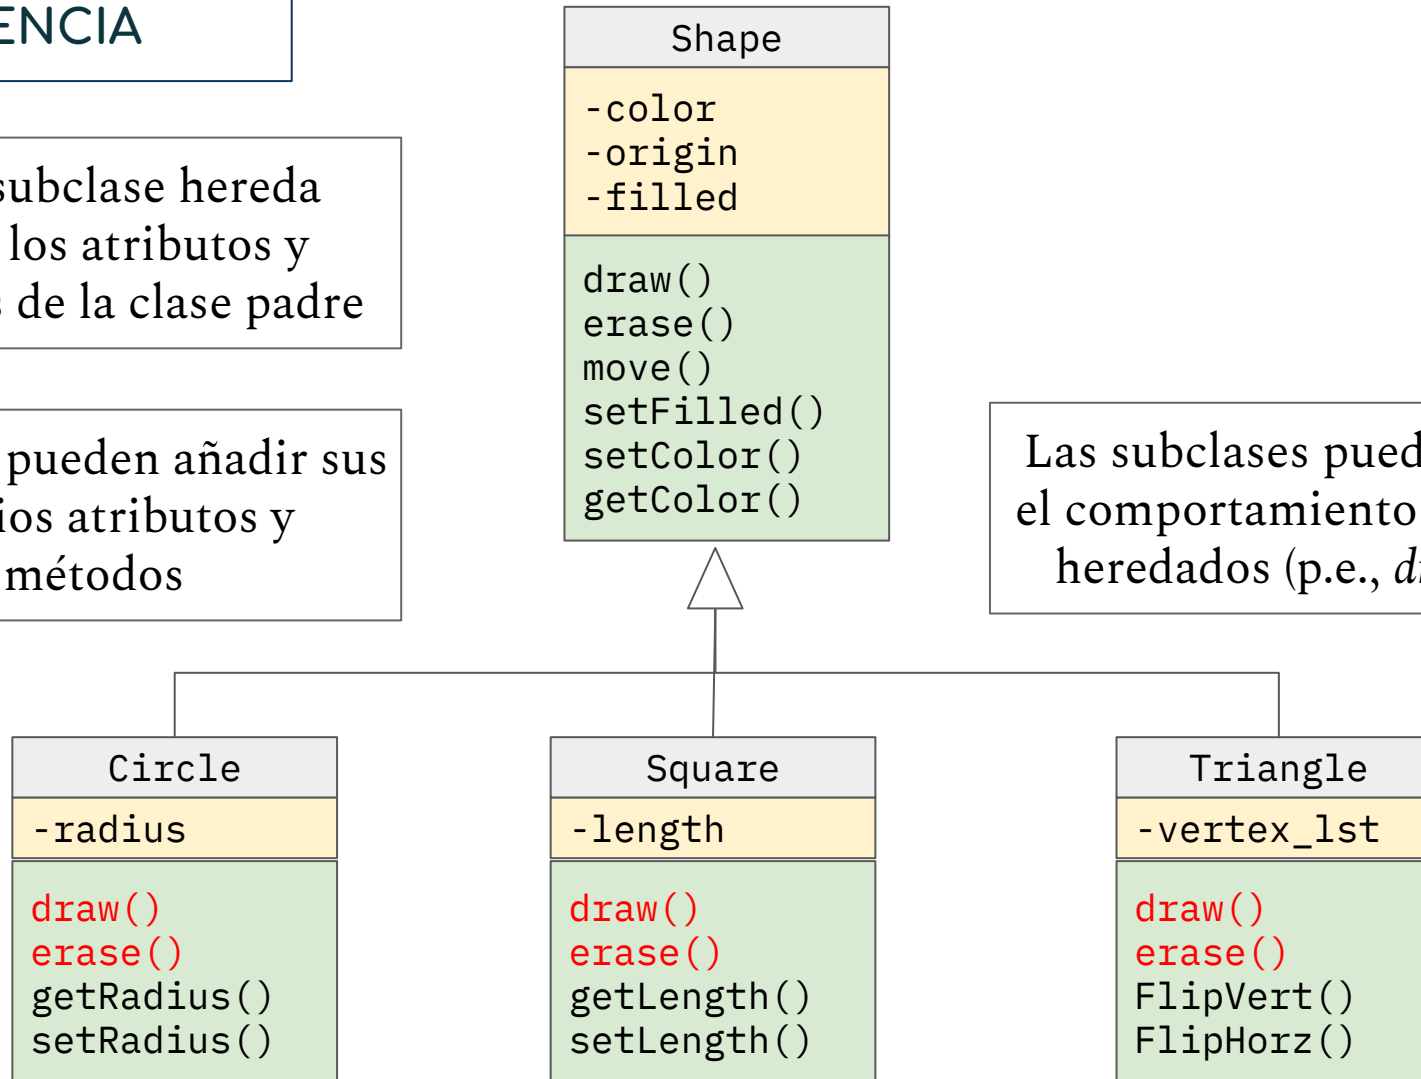 ENCIA
subclase hereda
los atributos y
s de la clase padre
pueden añadir sus
ios atributos y
métodos
Shape
-color
-origin
-filled
draw()
erase()
move()
setFilled()
setColor()
getColor()
Las subclases pued
el comportamiento
heredados (p.e., d
Circle
-radius
draw()
erase()
getRadius()
setRadius()
Square
-length
draw()
erase()
getLength()
setLength()
Triangle
-vertex_lst
draw()
erase()
FlipVert()
FlipHorz()